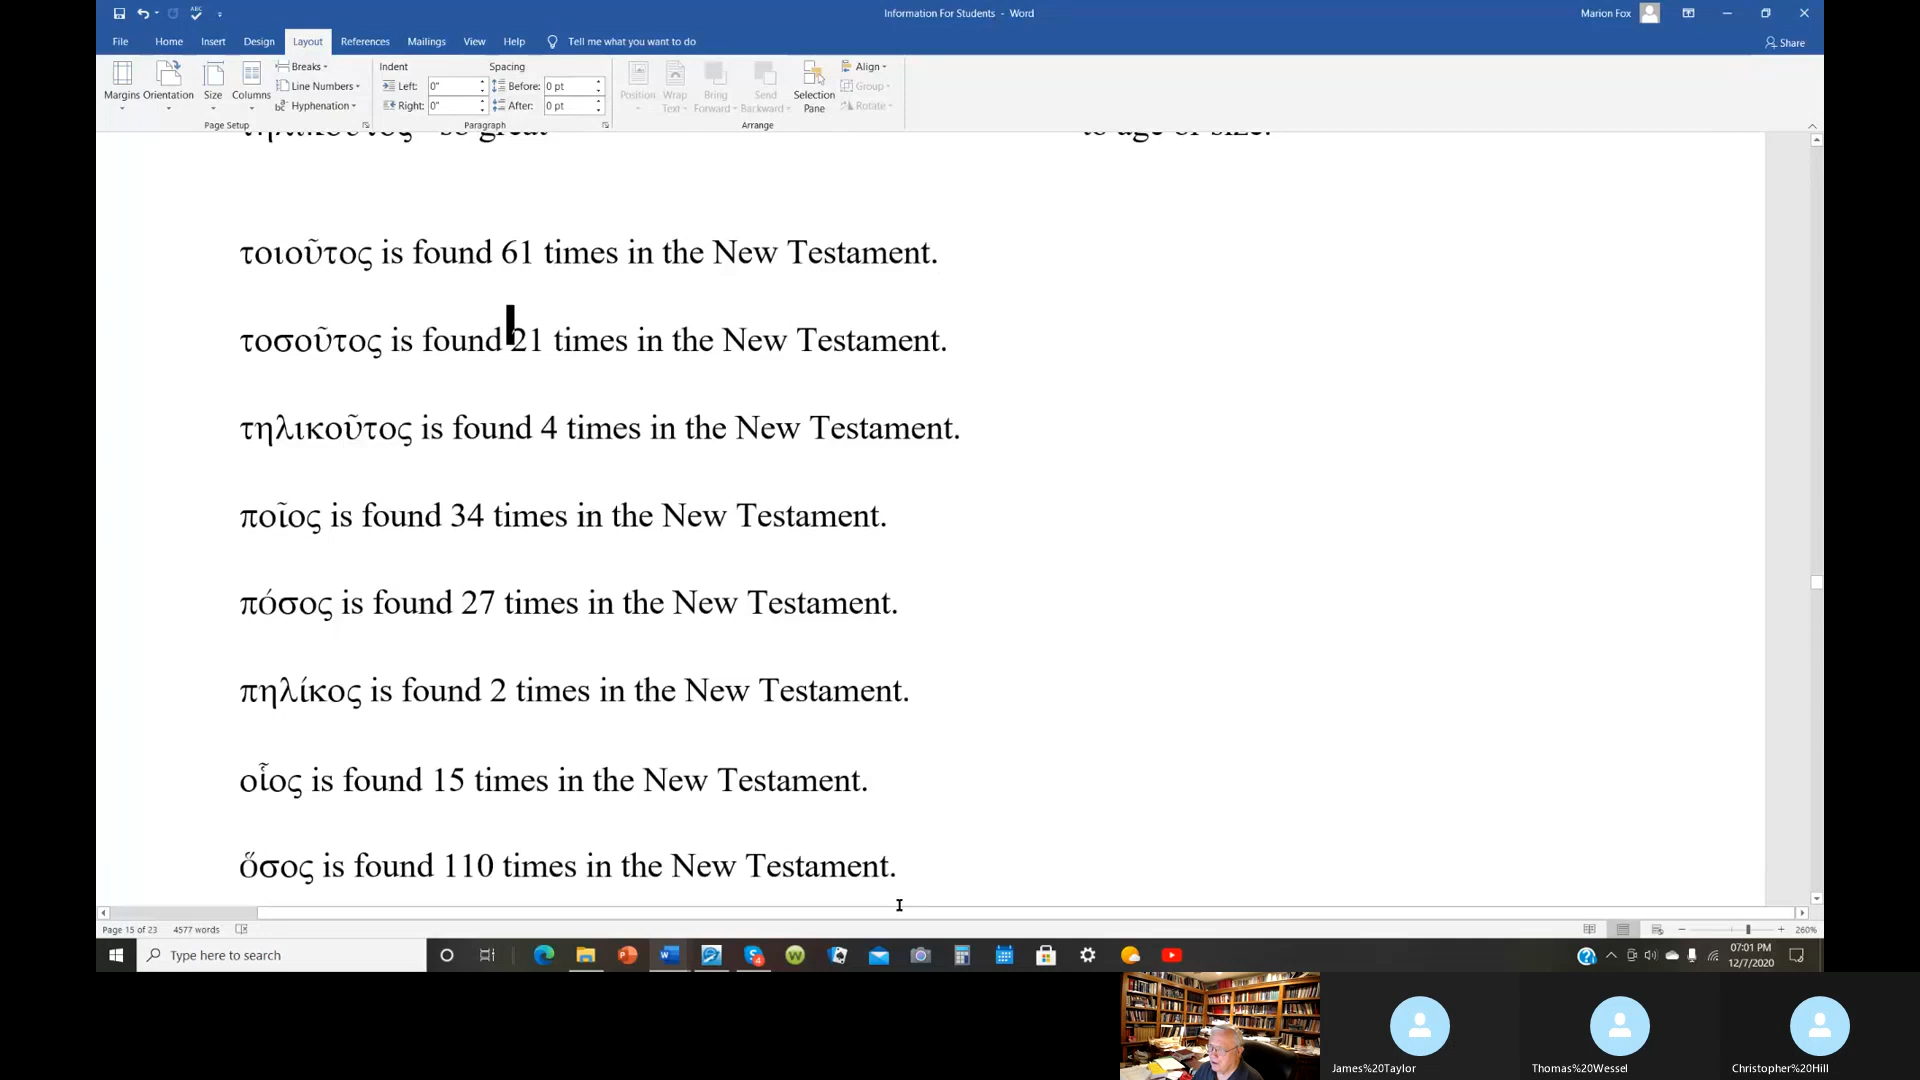 Information For Students - Word
Marion Fox
File Home Insert Design Layout References Mailings View Help Tell me what you want to do
Share
Margins Orientation Size Columns
Breaks
Line Numbers
Hyphenation
Page Setup
Indent
Left: 0"
Right: 0"
Spacing
Before: 0 pt
After: 0 pt
Paragraph
Position
Wrap Text
Bring Forward
Send Backward
Selection Pane
Align
Group
Rotate
Arrange
τηλικοῦτος so great to age or size.
τοιοῦτος is found 61 times in the New Testament.
τοσοῦτος is found 21 times in the New Testament.
τηλικοῦτος is found 4 times in the New Testament.
ποῖος is found 34 times in the New Testament.
πόσος is found 27 times in the New Testament.
πηλίκος is found 2 times in the New Testament.
οἷος is found 15 times in the New Testament.
ὅσος is found 110 times in the New Testament.
Page 15 of 23 4577 words
260%
Type here to search
07:01 PM
12/7/2020
James%20Taylor
Thomas%20Wessel
Christopher%20Hill